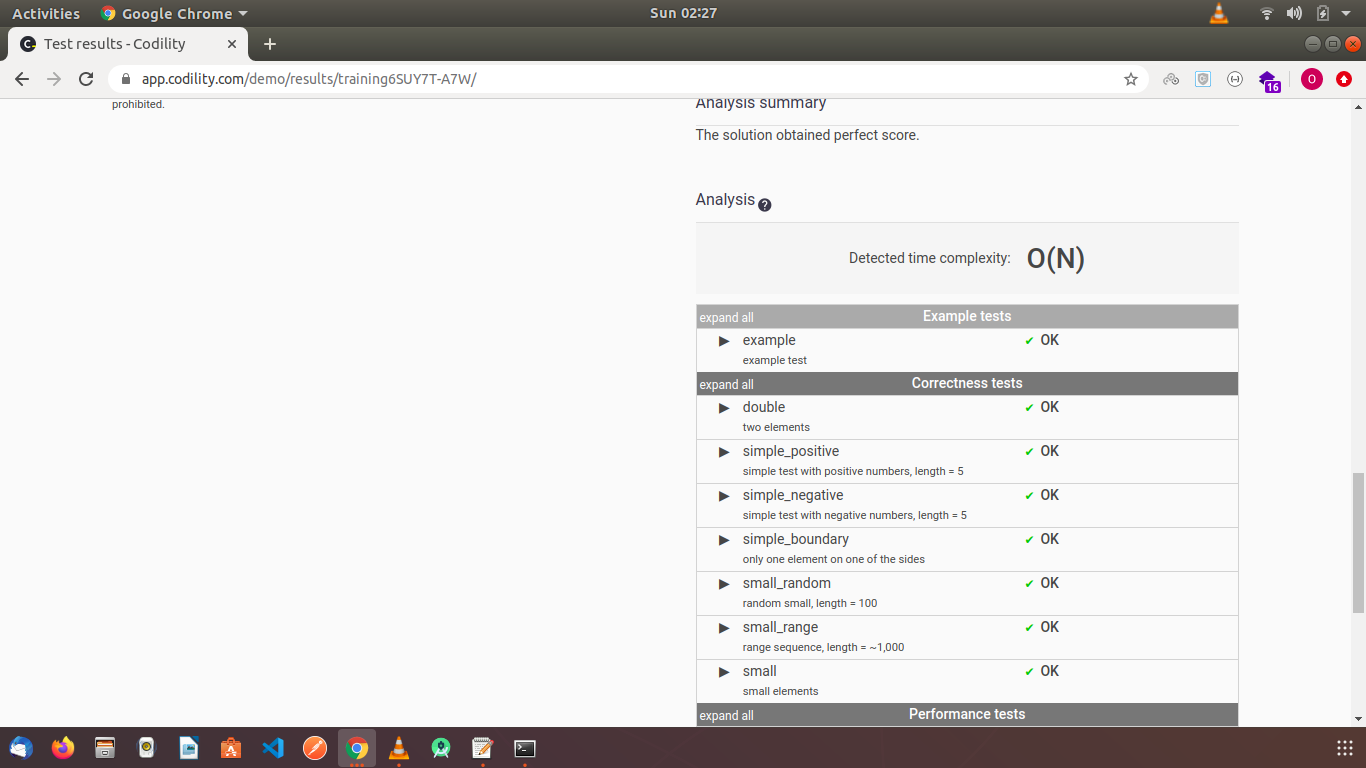 Activities Google Chrome Sun 02:27
Test results - Codility
app.codility.com/demo/results/training6SUY7T-A7W/
16
O
prohibited.
Analysis summary
The solution obtained perfect score.
Analysis ?
Detected time complexity: O(N)
expand all Example tests
▶ example ✔ OK
example test
expand all Correctness tests
▶ double ✔ OK
two elements
▶ simple_positive ✔ OK
simple test with positive numbers, length = 5
▶ simple_negative ✔ OK
simple test with negative numbers, length = 5
▶ simple_boundary ✔ OK
only one element on one of the sides
▶ small_random ✔ OK
random small, length = 100
▶ small_range ✔ OK
range sequence, length = ~1,000
▶ small ✔ OK
small elements
expand all Performance tests